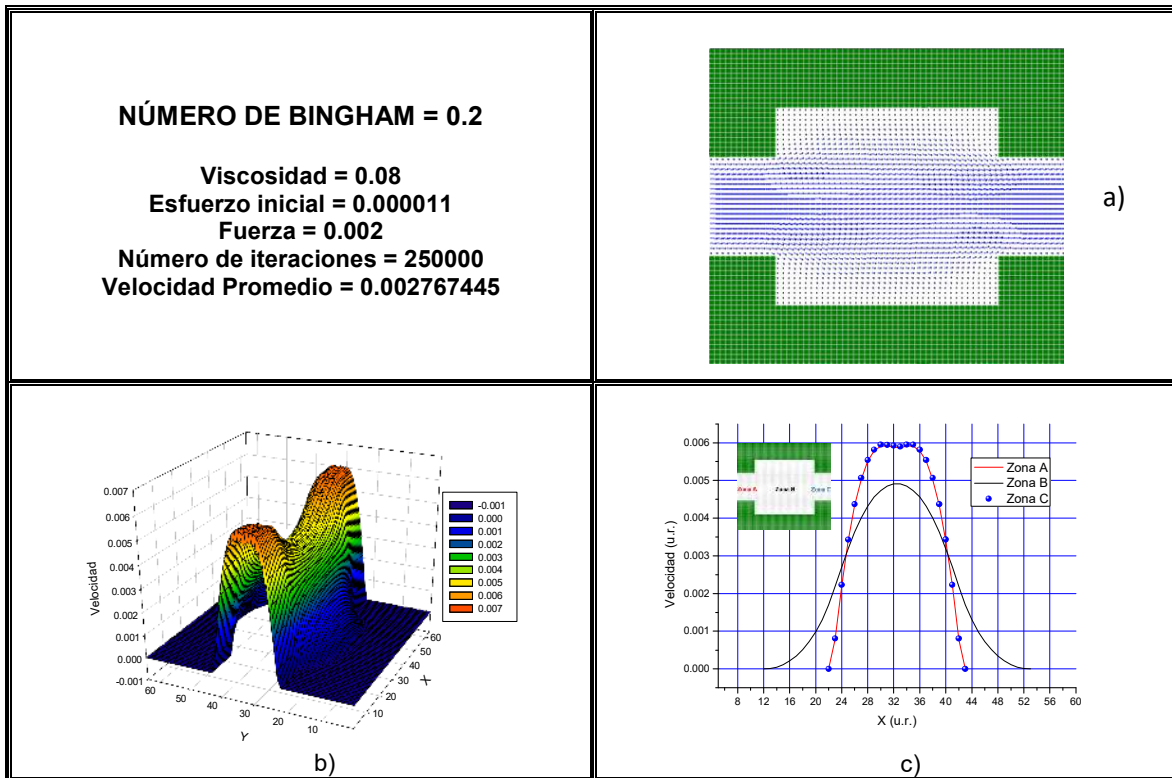 NÚMERO DE BINGHAM = 0.2
Viscosidad = 0.08
Esfuerzo inicial = 0.000011
Fuerza = 0.002
Número de iteraciones = 250000
Velocidad Promedio = 0.002767445
a)
0.007
0.006
0.005
0.004
0.003
0.002
0.001
0.000
-0.001
Velocidad
60
50
40
30
20
10
Y
10
20
30
40
50
60
X
-0.001
0.000
0.001
0.002
0.003
0.004
0.005
0.006
0.007
b)
0.006
0.005
0.004
0.003
0.002
0.001
0.000
Velocidad (u.r.)
Zona A
Zona B
Zona A
Zona B
Zona C
8 12 16 20 24 28 32 36 40 44 48 52 56 60
X (u.r.)
c)